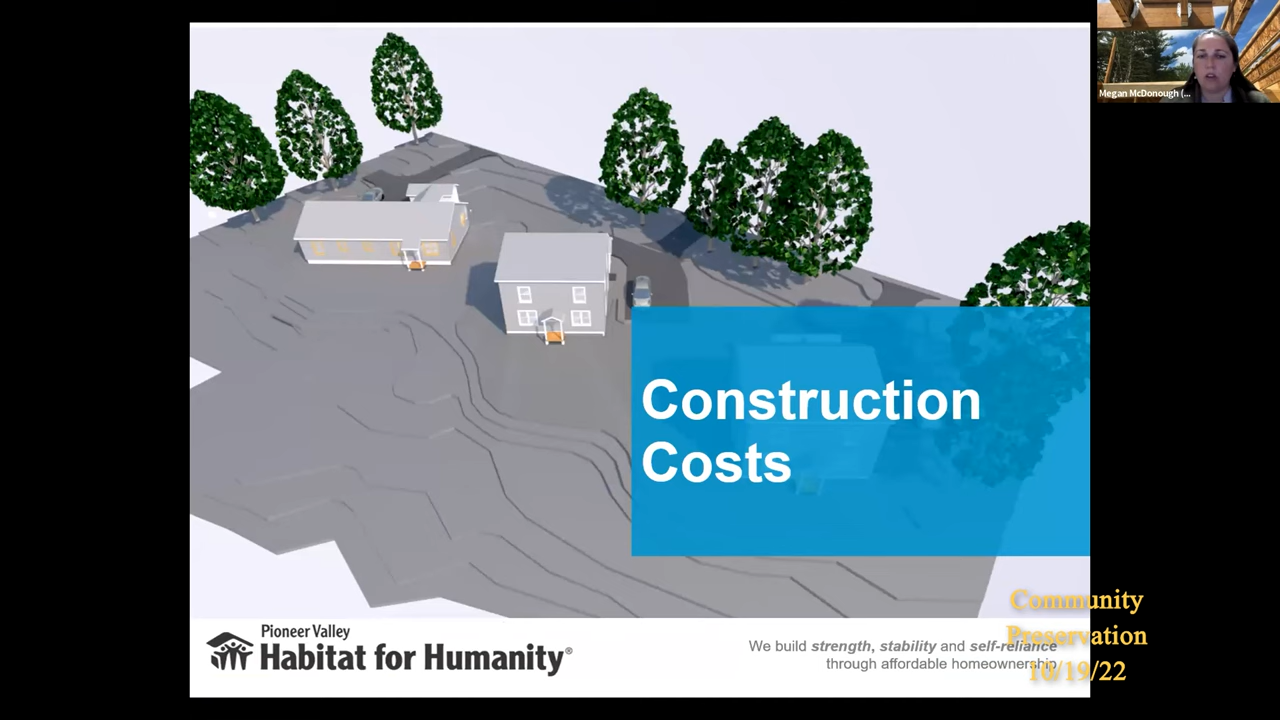 Megan McDonough (...
Construction
Costs
Pioneer Valley
Habitat for Humanity®
We build strength, stability and self-reliance
through affordable homeownership
Community
Preservation
10/19/22